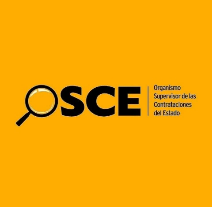 OSCE
Organismo
Supervisor de las
Contrataciones
del Estado